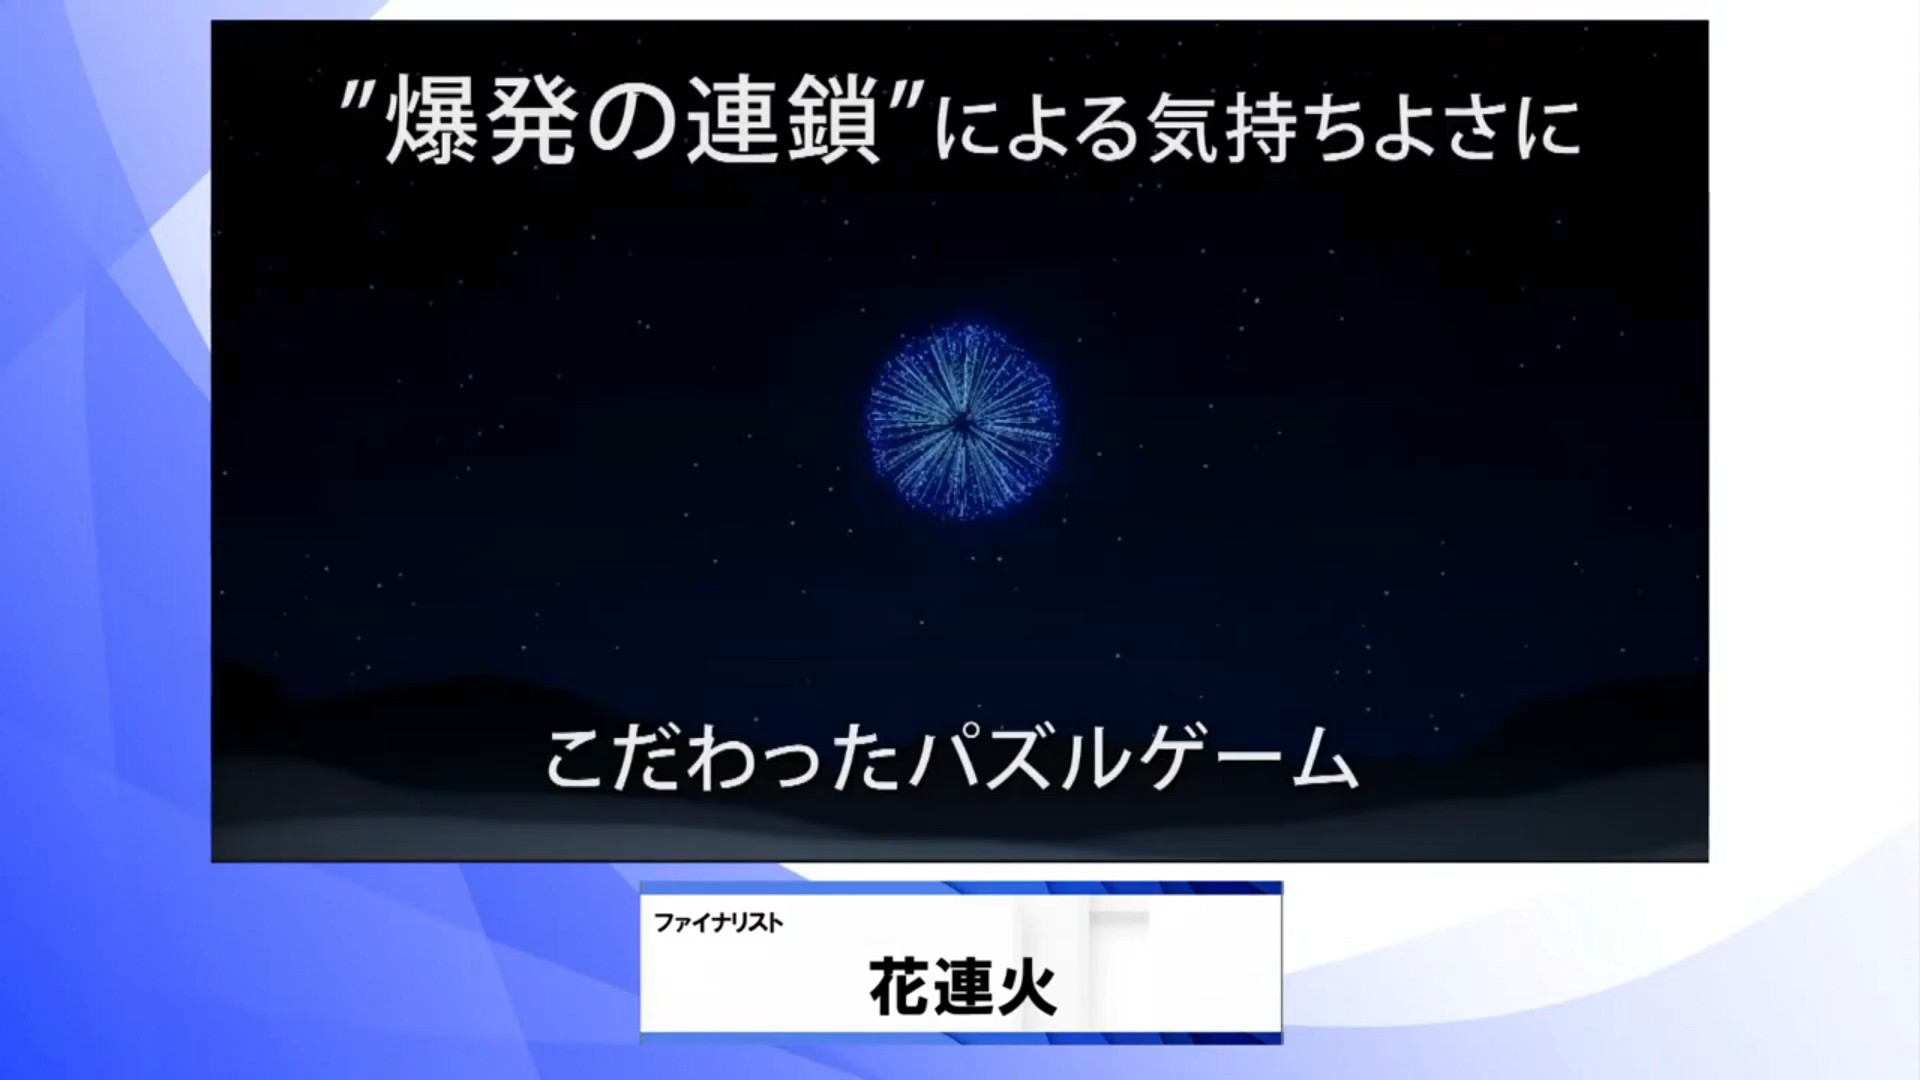 ”爆発の連鎖”による気持ちよさに
こだわったパズルゲーム
ファイナリスト
花連火